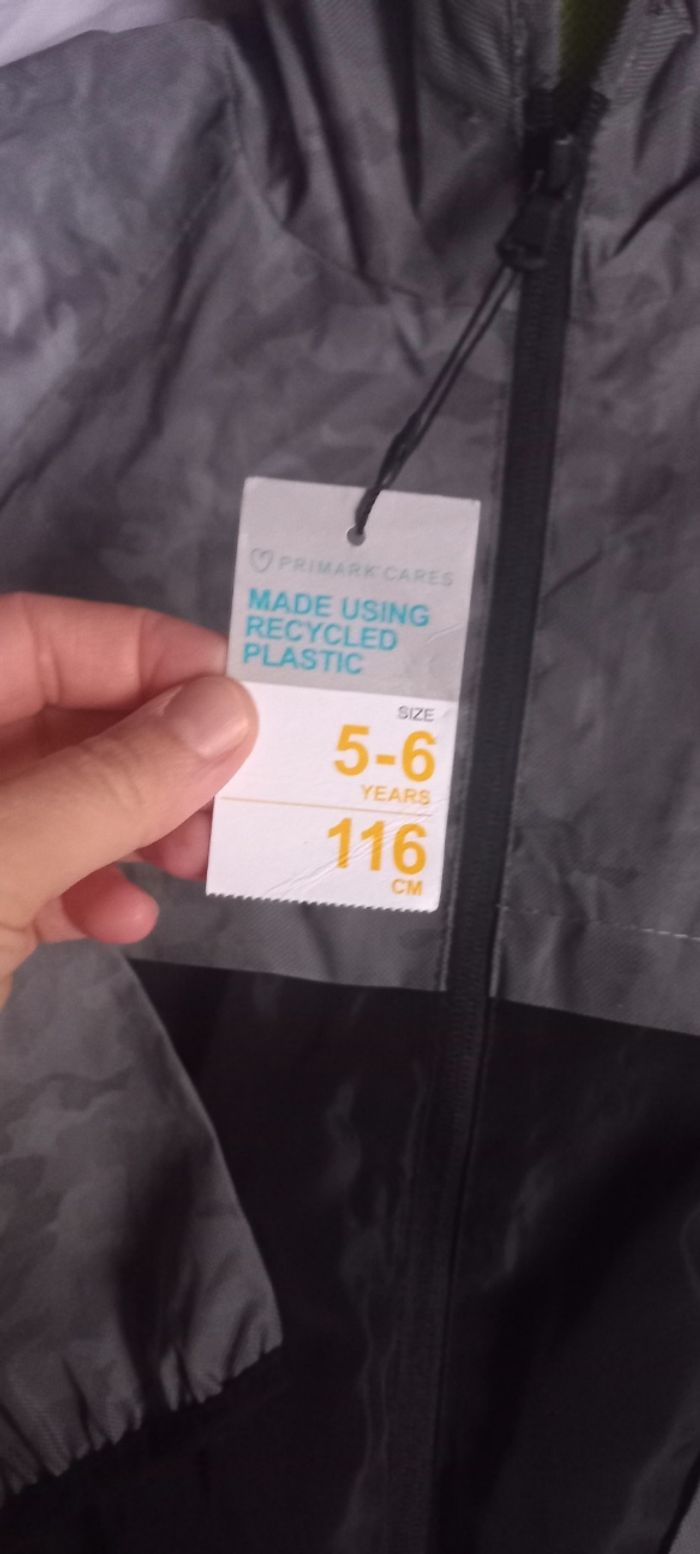 PRIMARK CARES
MADE USING
RECYCLED
PLASTIC
SIZE
5-6
YEARS
116
CM